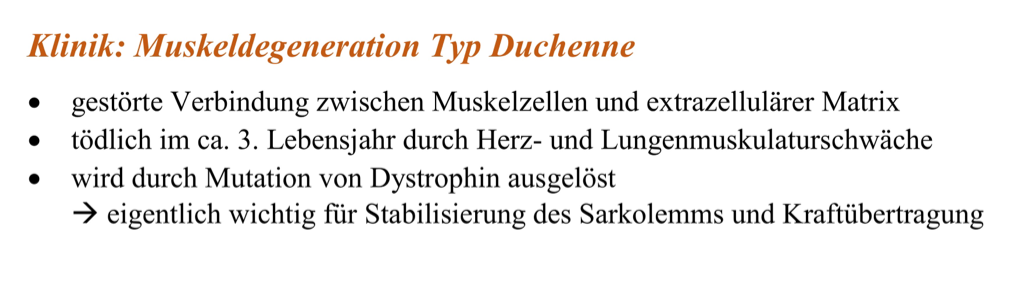 Klinik: Muskeldegeneration Typ Duchenne
• gestörte Verbindung zwischen Muskelzellen und extrazellulärer Matrix
• tödlich im ca. 3. Lebensjahr durch Herz- und Lungenmuskulaturschwäche
• wird durch Mutation von Dystrophin ausgelöst
→ eigentlich wichtig für Stabilisierung des Sarkolemms und Kraftübertragung